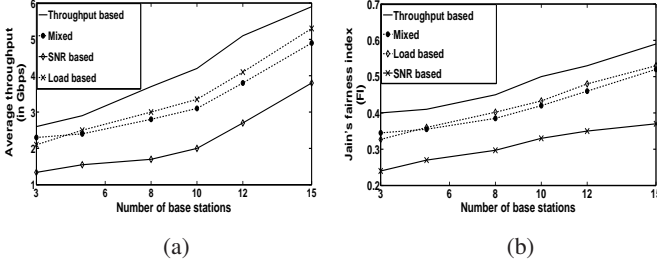 Throughput based
Mixed
SNR based
Load based
Average throughput
(in Gbps)
6
5
4
3
2
1
3
6
8
10
12
15
Number of base stations
(a)
Throughput based
Mixed
Load based
SNR based
Jain's fairness index
(FI)
0.7
0.6
0.5
0.4
0.3
0.2
3
6
8
10
12
15
Number of base stations
(b)